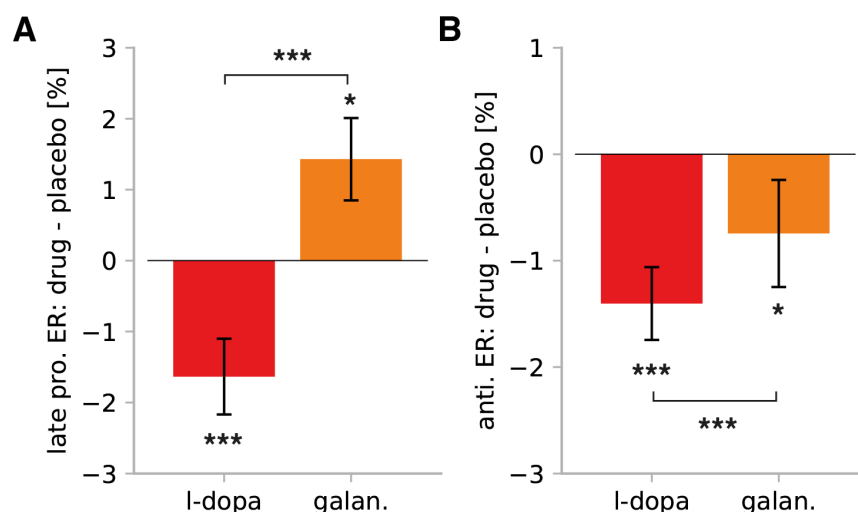 A
late pro. ER: drug - placebo [%]
3
2
1
0
−1
−2
−3
***
*
***
l-dopa
galan.
B
anti. ER: drug - placebo [%]
1
0
−1
−2
−3
***
*
***
l-dopa
galan.